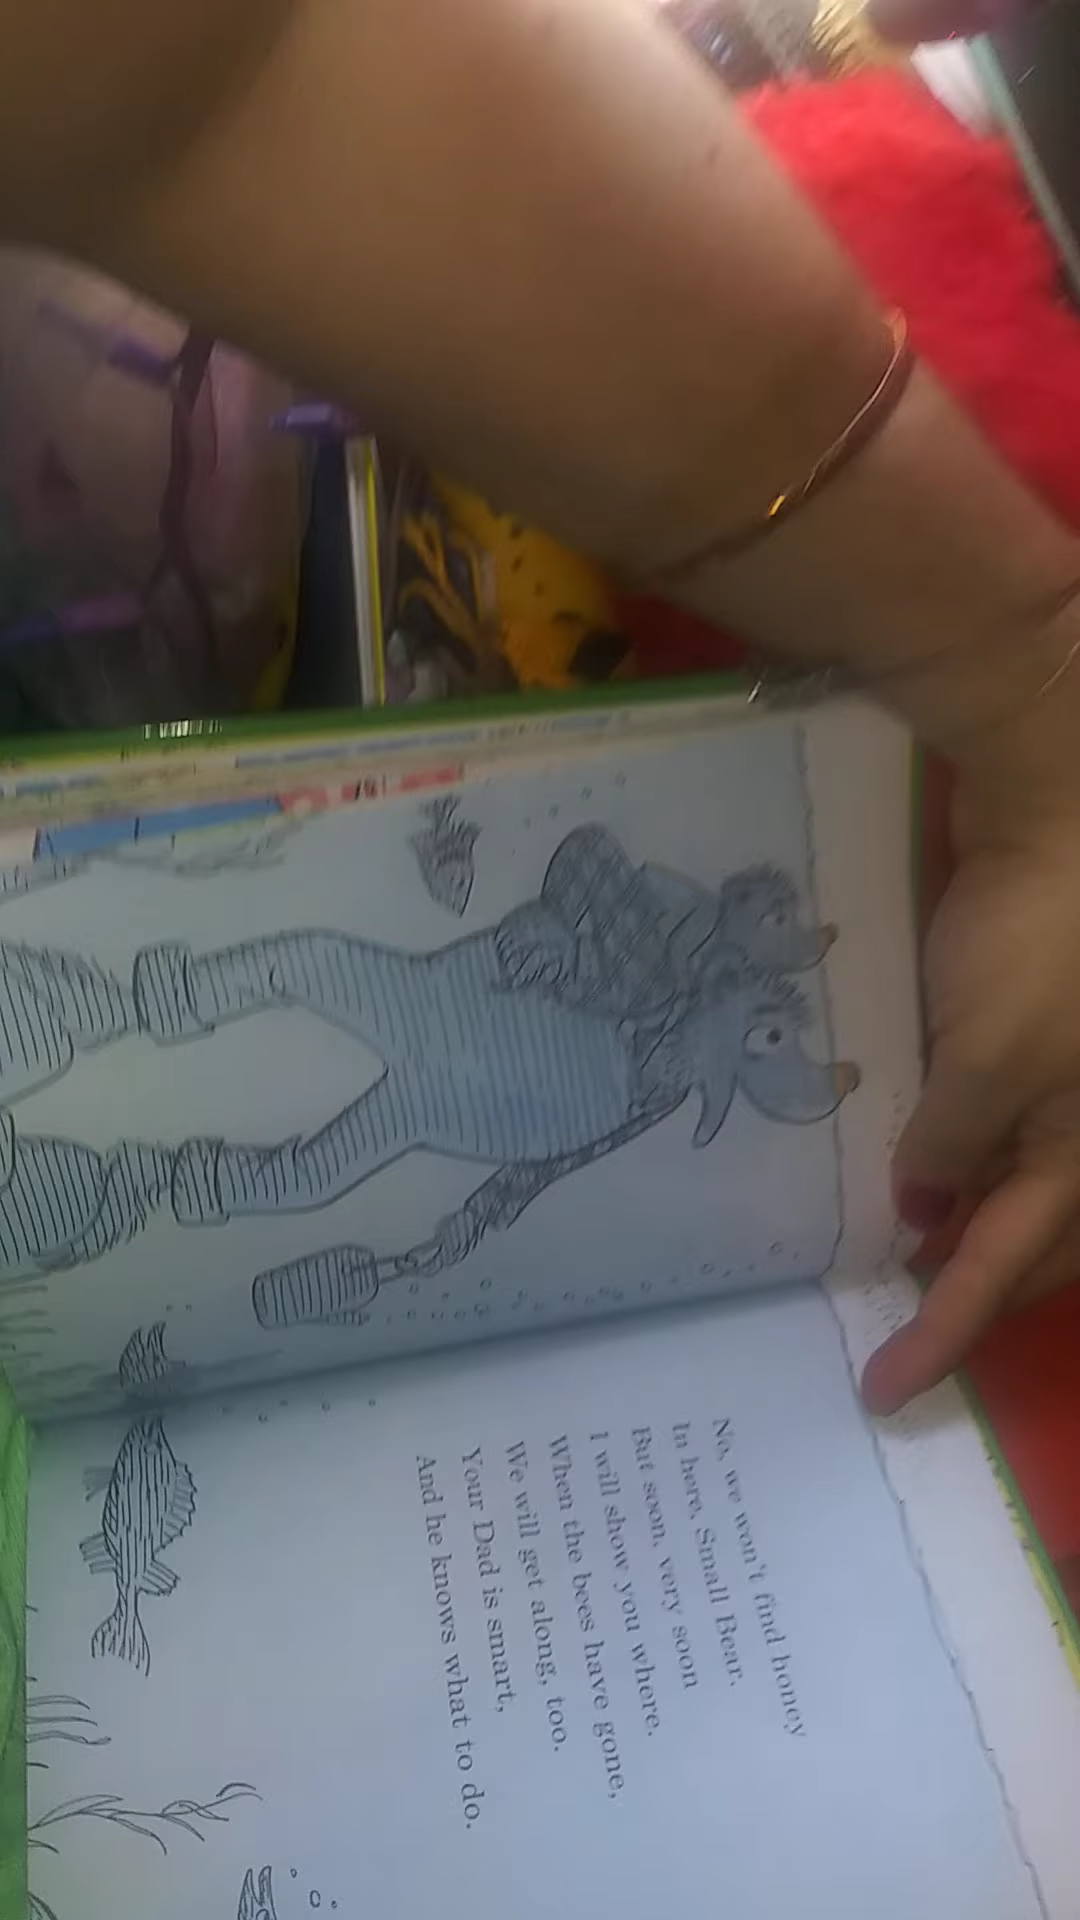 No, we won't find honey
In here, Small Bear.
But soon, very soon
I will show you where.
When the bees have gone,
We will get along, too.
Your Dad is smart,
And he knows what to do.